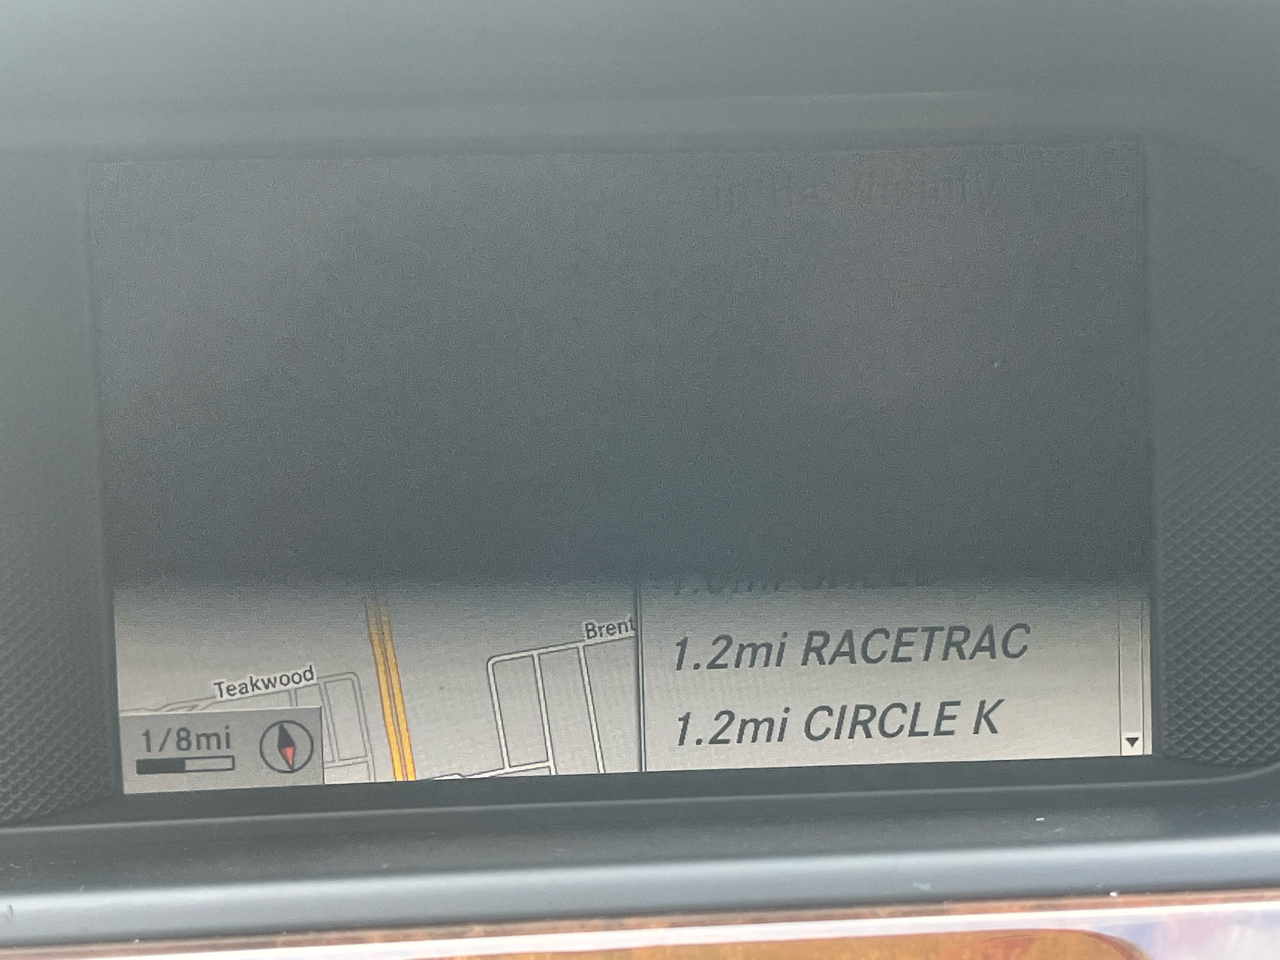 Brent
Teakwood
1/8mi
1.2mi RACETRAC
1.2mi CIRCLE K